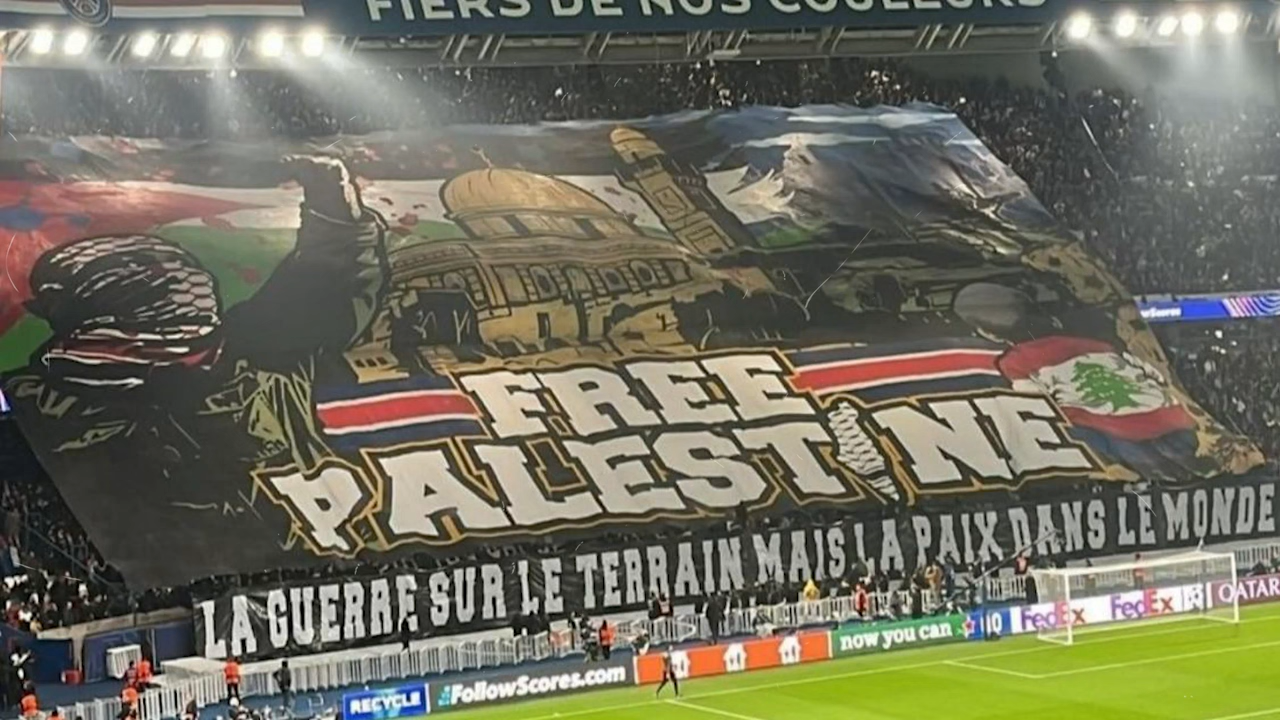 FIERS DE NOS COULEURS
FREE
PALESTINE
LA GUERRE SUR LE TERRAIN MAIS LA PAIX DANS LE MONDE
now you can
FedEx
FedEx
QATAR
FollowScores.com
RECYCLE